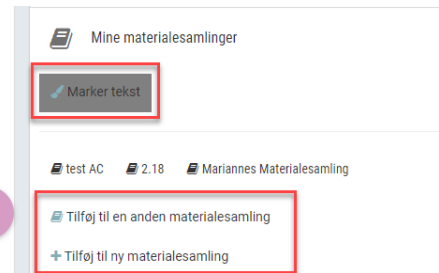 Mine materialesamlinger
Marker tekst
test AC 2.18 Mariannes Materialesamling
Tilføj til en anden materialesamling
Tilføj til ny materialesamling